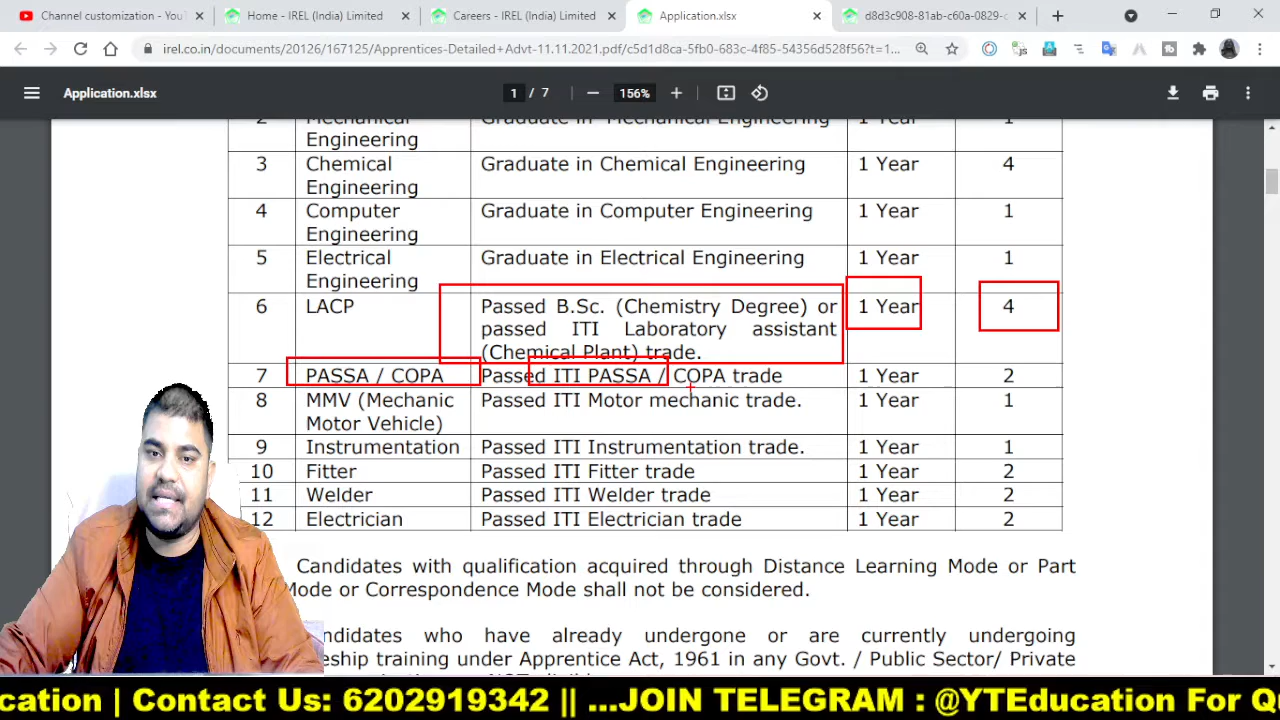 Channel customization - You
Home - IREL (India) Limited
Careers - IREL (India) Limited
Application.xlsx
d8d3c908-81ab-c60a-0829-c
irel.co.in/documents/20126/167125/Apprentices-Detailed+Advt-11.11.2021.pdf/c5d1d8ca-5fb0-683c-4f85-54356d528f56?t=1...
Application.xlsx
1 / 7
156%
2 Mechanical Graduate in Mechanical Engineering 1 Year 1
Engineering
3 Chemical Graduate in Chemical Engineering 1 Year 4
Engineering
4 Computer Graduate in Computer Engineering 1 Year 1
Engineering
5 Electrical Graduate in Electrical Engineering 1 Year 1
Engineering
6 LACP Passed B.Sc. (Chemistry Degree) or 1 Year 4
passed ITI Laboratory assistant
(Chemical Plant) trade.
7 PASSA / COPA Passed ITI PASSA / COPA trade 1 Year 2
8 MMV (Mechanic Passed ITI Motor mechanic trade. 1 Year 1
Motor Vehicle)
9 Instrumentation Passed ITI Instrumentation trade. 1 Year 1
10 Fitter Passed ITI Fitter trade 1 Year 2
11 Welder Passed ITI Welder trade 1 Year 2
12 Electrician Passed ITI Electrician trade 1 Year 2
Candidates with qualification acquired through Distance Learning Mode or Part
Mode or Correspondence Mode shall not be considered.
ndidates who have already undergone or are currently undergoing
eship training under Apprentice Act, 1961 in any Govt. / Public Sector/ Private
cation | Contact Us: 6202919342 || ...JOIN TELEGRAM : @YTEducation For Qu